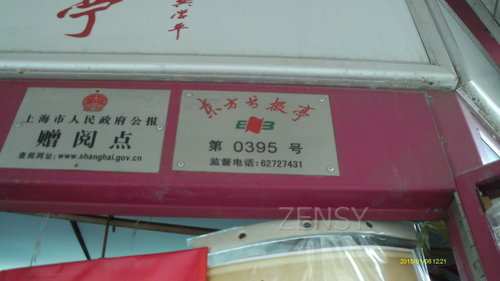 亭
上海市人民政府公报
赠阅点
查阅网址:www.shanghai.gov.cn
东方书报亭
第 0395 号
监督电话:62727431
ZENSY
2015/01/06 12:21